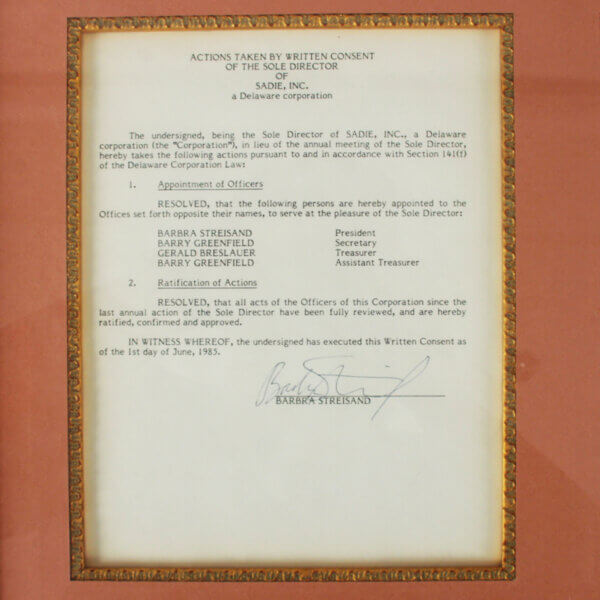 ACTIONS TAKEN BY WRITTEN CONSENT
OF THE SOLE DIRECTOR
OF
SADIE, INC.
a Delaware corporation
The undersigned, being the Sole Director of SADIE, INC., a Delaware
corporation (the "Corporation"), in lieu of the annual meeting of the Sole Director,
hereby takes the following actions pursuant to and in accordance with Section 141(f)
of the Delaware Corporation Law:
1. Appointment of Officers
RESOLVED, that the following persons are hereby appointed to the
Offices set forth opposite their names, to serve at the pleasure of the Sole Director:
BARBRA STREISAND President
BARRY GREENFIELD Secretary
GERALD BRESLAUER Treasurer
BARRY GREENFIELD Assistant Treasurer
2. Ratification of Actions
RESOLVED, that all acts of the Officers of this Corporation since the
last annual action of the Sole Director have been fully reviewed, and are hereby
ratified, confirmed and approved.
IN WITNESS WHEREOF, the undersigned has executed this Written Consent as
of the 1st day of June, 1985.
Barbra Streisand
BARBRA STREISAND